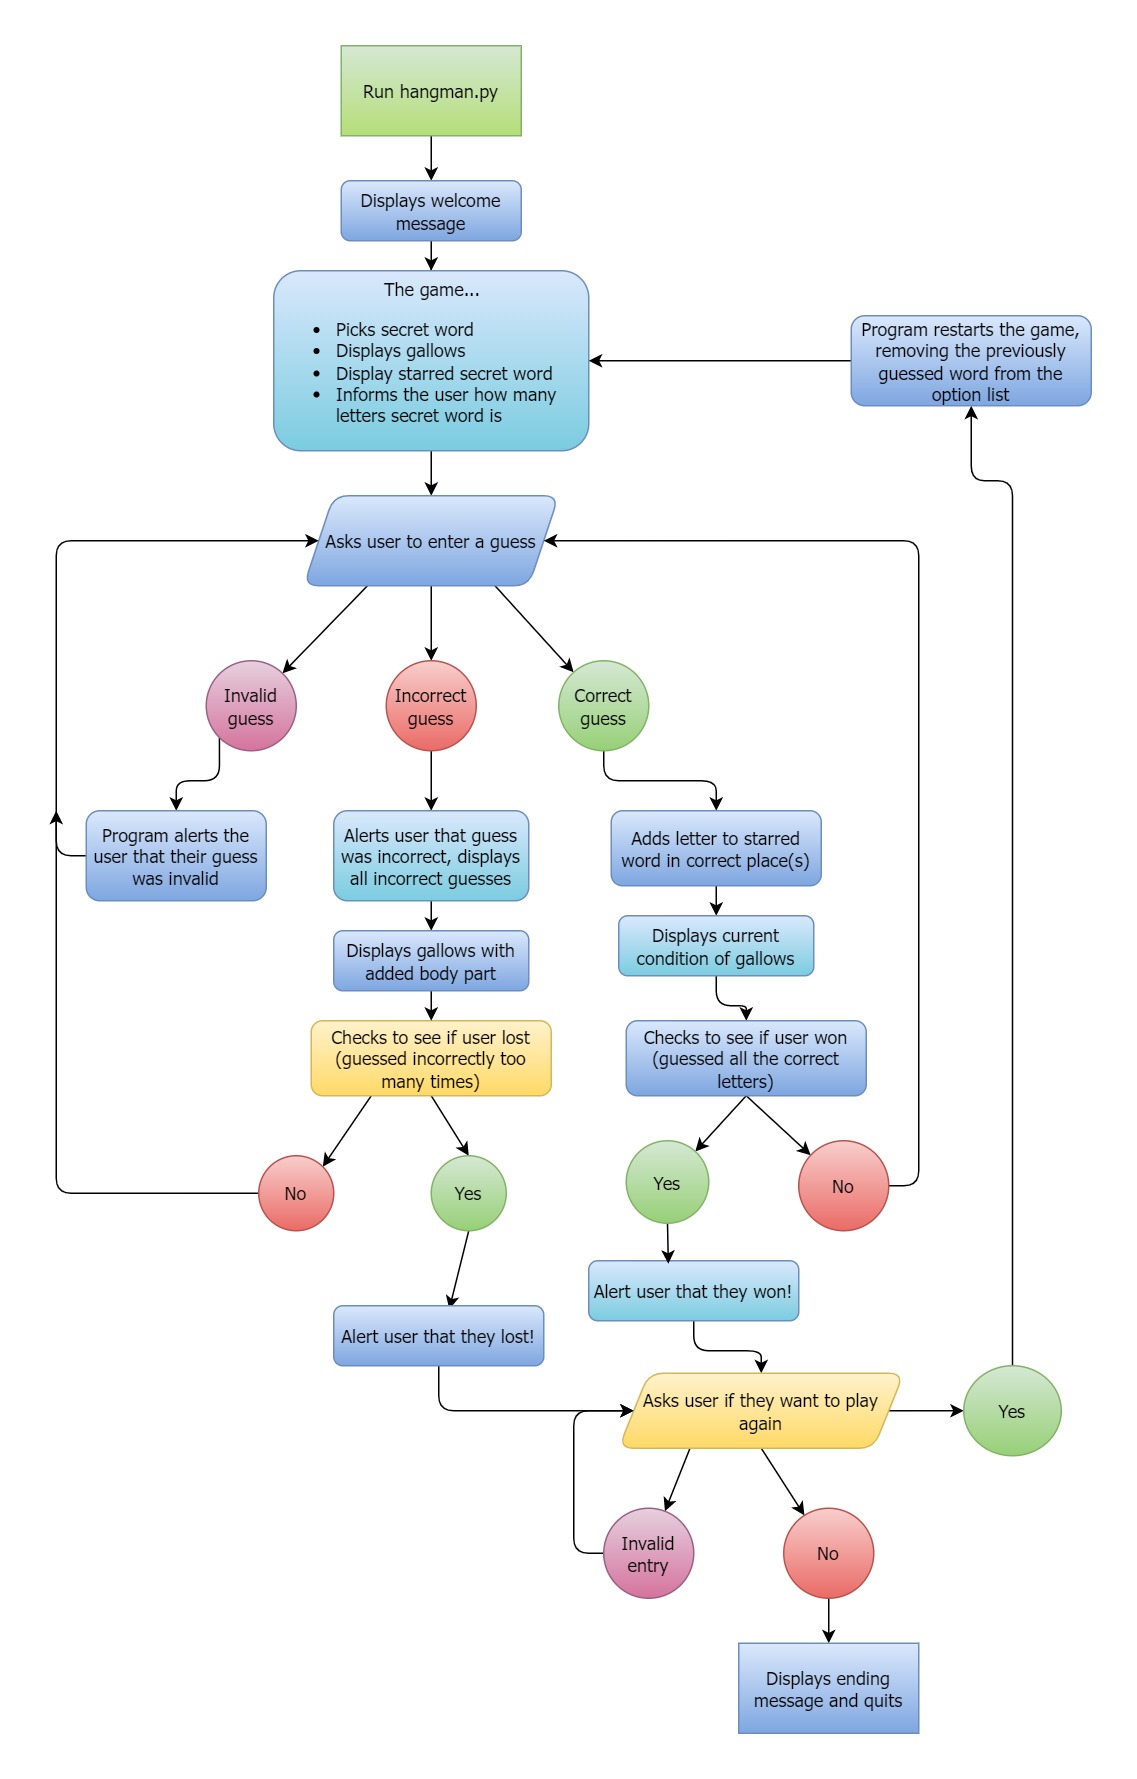 Run hangman.py
Displays welcome
message
The game...
• Picks secret word
• Displays gallows
• Display starred secret word
• Informs the user how many
letters secret word is
Program restarts the game,
removing the previously
guessed word from the
option list
Asks user to enter a guess
Invalid
guess
Incorrect
guess
Correct
guess
Program alerts the
user that their guess
was invalid
Alerts user that guess
was incorrect, displays
all incorrect guesses
Adds letter to starred
word in correct place(s)
Displays gallows with
added body part
Displays current
condition of gallows
Checks to see if user lost
(guessed incorrectly too
many times)
Checks to see if user won
(guessed all the correct
letters)
No
Yes
Yes
No
Alert user that they lost!
Alert user that they won!
Asks user if they want to play
again
Yes
Invalid
entry
No
Displays ending
message and quits